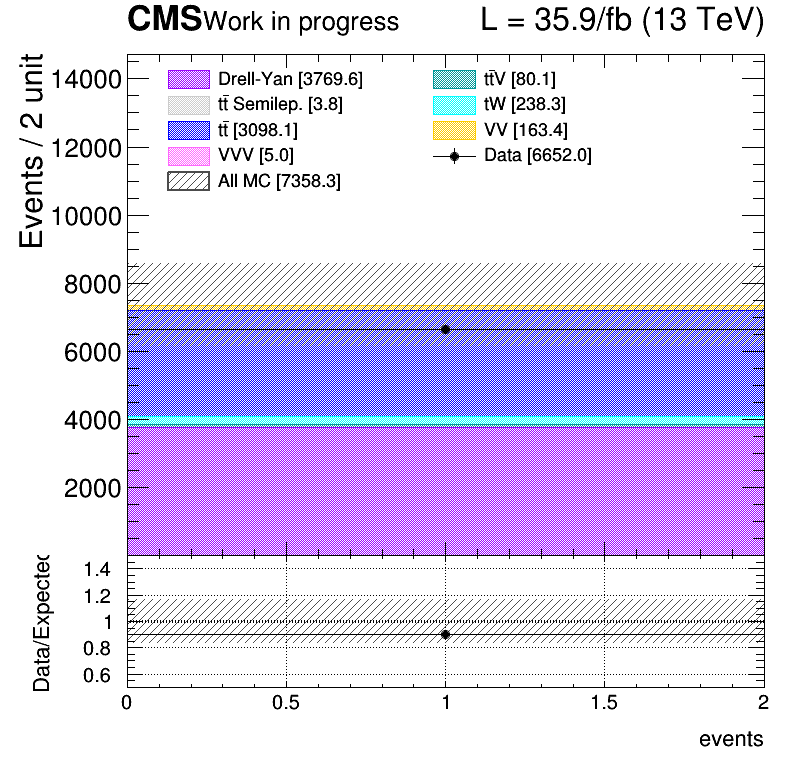 CMS Work in progress L = 35.9/fb (13 TeV)
Events / 2 unit
14000
12000
10000
8000
6000
4000
2000
Drell-Yan [3769.6]
tt̄ Semilep. [3.8]
tt̄ [3098.1]
VVV [5.0]
All MC [7358.3]
tt̄V [80.1]
tW [238.3]
VV [163.4]
Data [6652.0]
Data/Expected
1.4
1.2
1
0.8
0.6
0 0.5 1 1.5 2
events